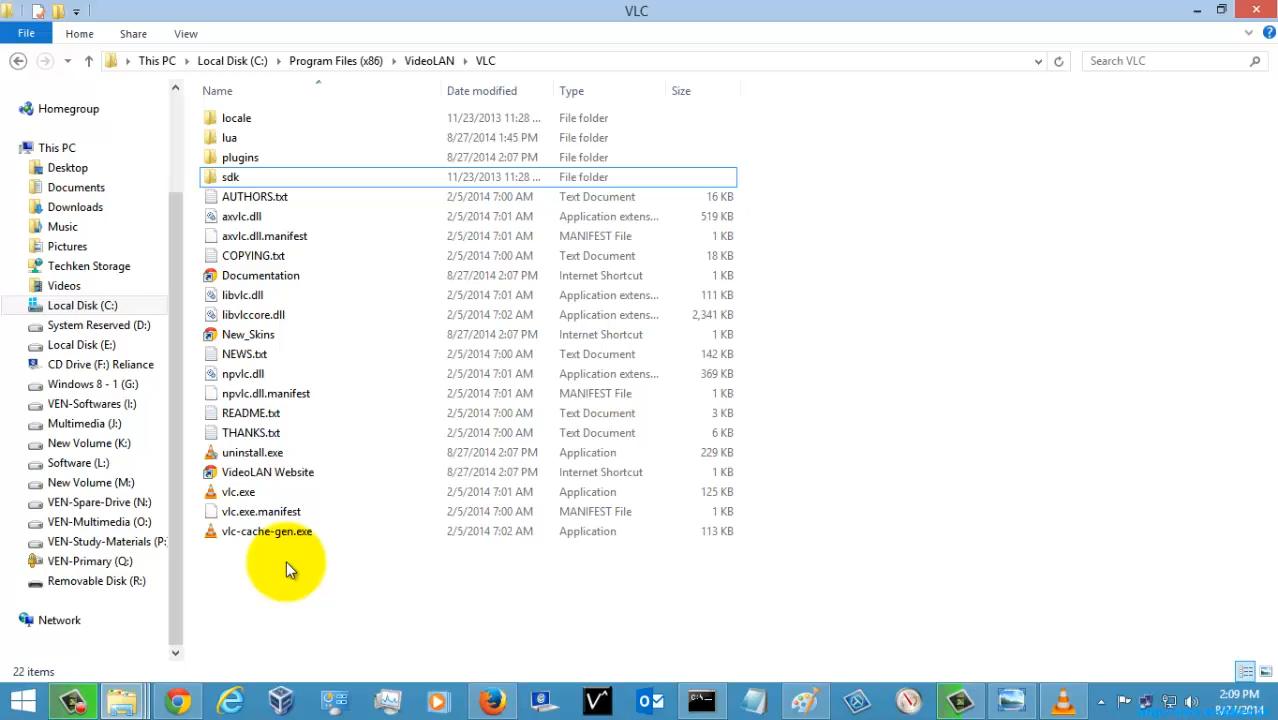 VLC
File Home Share View
This PC Local Disk (C:) Program Files (x86) VideoLAN VLC Search VLC
Name Date modified Type Size
Homegroup
This PC
Desktop
Documents
Downloads
Music
Pictures
Techken Storage
Videos
Local Disk (C:)
System Reserved (D:)
Local Disk (E:)
CD Drive (F:) Reliance
Windows 8 - 1 (G:)
VEN-Softwares (I:)
Multimedia (J:)
New Volume (K:)
Software (L:)
New Volume (M:)
VEN-Spare-Drive (N:)
VEN-Multimedia (O:)
VEN-Study-Materials (P:
VEN-Primary (Q:)
Removable Disk (R:)
Network
locale 11/23/2013 11:28 ... File folder
lua 8/27/2014 1:45 PM File folder
plugins 8/27/2014 2:07 PM File folder
sdk 11/23/2013 11:28 ... File folder
AUTHORS.txt 2/5/2014 7:00 AM Text Document 16 KB
axvlc.dll 2/5/2014 7:01 AM Application extens... 519 KB
axvlc.dll.manifest 2/5/2014 7:01 AM MANIFEST File 1 KB
COPYING.txt 2/5/2014 7:00 AM Text Document 18 KB
Documentation 8/27/2014 2:07 PM Internet Shortcut 1 KB
libvlc.dll 2/5/2014 7:01 AM Application extens... 111 KB
libvlccore.dll 2/5/2014 7:02 AM Application extens... 2,341 KB
New_Skins 8/27/2014 2:07 PM Internet Shortcut 1 KB
NEWS.txt 2/5/2014 7:00 AM Text Document 142 KB
npvlc.dll 2/5/2014 7:01 AM Application extens... 369 KB
npvlc.dll.manifest 2/5/2014 7:01 AM MANIFEST File 1 KB
README.txt 2/5/2014 7:00 AM Text Document 3 KB
THANKS.txt 2/5/2014 7:00 AM Text Document 6 KB
uninstall.exe 8/27/2014 2:07 PM Application 229 KB
VideoLAN Website 8/27/2014 2:07 PM Internet Shortcut 1 KB
vlc.exe 2/5/2014 7:01 AM Application 125 KB
vlc.exe.manifest 2/5/2014 7:00 AM MANIFEST File 1 KB
vlc-cache-gen.exe 2/5/2014 7:02 AM Application 113 KB
22 items
2:09 PM
8/27/2014